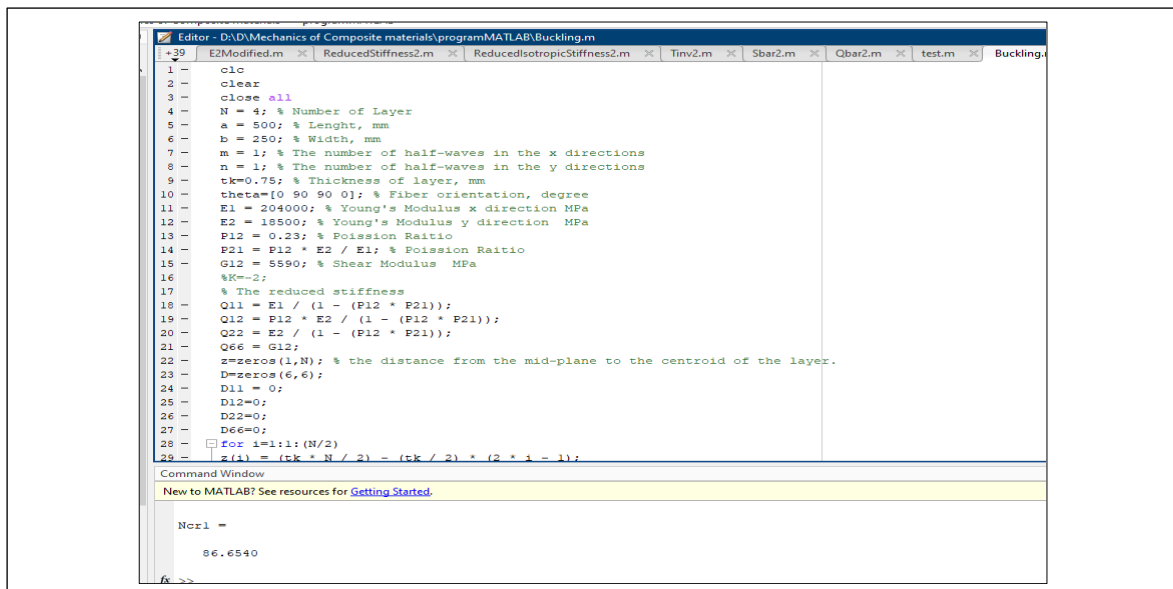 Editor - D:\D\Mechanics of Composite materials\programMATLAB\Buckling.m
+39 E2Modified.m ReducedStiffness2.m ReducedIsotropicStiffness2.m Tinv2.m Sbar2.m Qbar2.m test.m
1 - clc
2 - clear
3 - close all
4 - N = 4; % Number of Layer
5 - a = 500; % Lenght, mm
6 - b = 250; % Width, mm
7 - m = 1; % The number of half-waves in the x directions
8 - n = 1; % The number of half-waves in the y directions
9 - tk=0.75; % Thickness of layer, mm
10 - theta=[0 90 90 0]; % Fiber orientation, degree
11 - E1 = 204000; % Young's Modulus x direction MPa
12 - E2 = 18500; % Young's Modulus y direction  MPa
13 - P12 = 0.23; % Poission Raitio
14 - P21 = P12 * E2 / E1; % Poission Raitio
15 - G12 = 5590; % Shear Modulus  MPa
16 %K=-2;
17 % The reduced stiffness
18 - Q11 = E1 / (1 - (P12 * P21));
19 - Q12 = P12 * E2 / (1 - (P12 * P21));
20 - Q22 = E2 / (1 - (P12 * P21));
21 - Q66 = G12;
22 - z=zeros(1,N); % the distance from the mid-plane to the centroid of the layer.
23 - D=zeros(6,6);
24 - D11 = 0;
25 - D12=0;
26 - D22=0;
27 - D66=0;
28 - for i=1:1:(N/2)
29 - z(i) = (tk * N / 2) - (tk / 2) * (2 * i - 1);
Command Window
New to MATLAB? See resources for Getting Started.
Ncr1 =
86.6540
fx >>